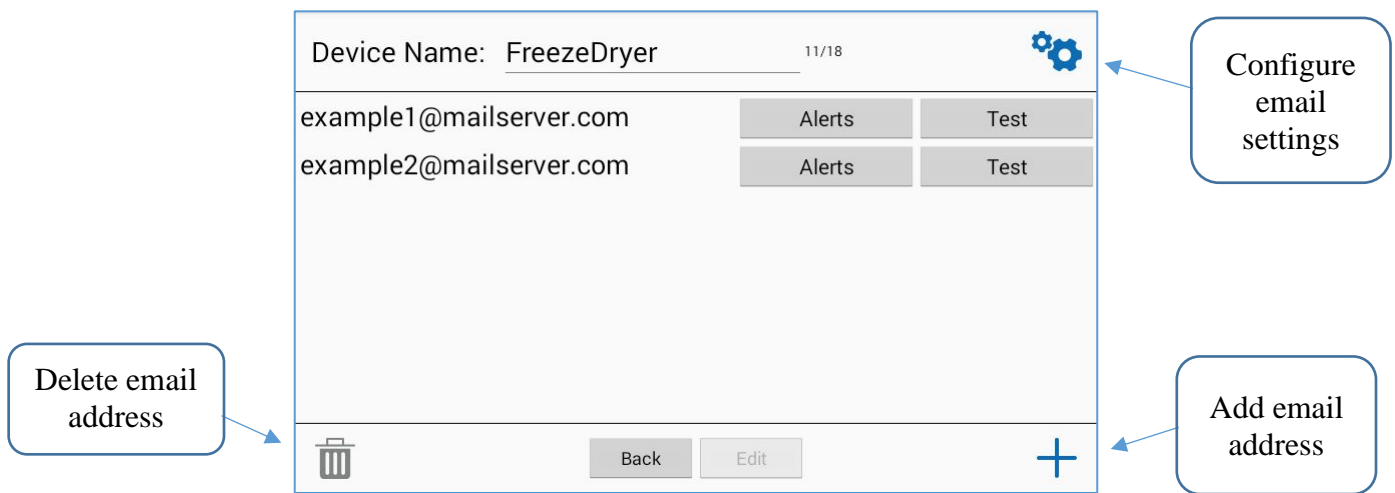 Device Name: FreezeDryer 11/18
Configure
email
settings
example1@mailserver.com Alerts Test
example2@mailserver.com Alerts Test
Delete email
address
Add email
address
Back Edit